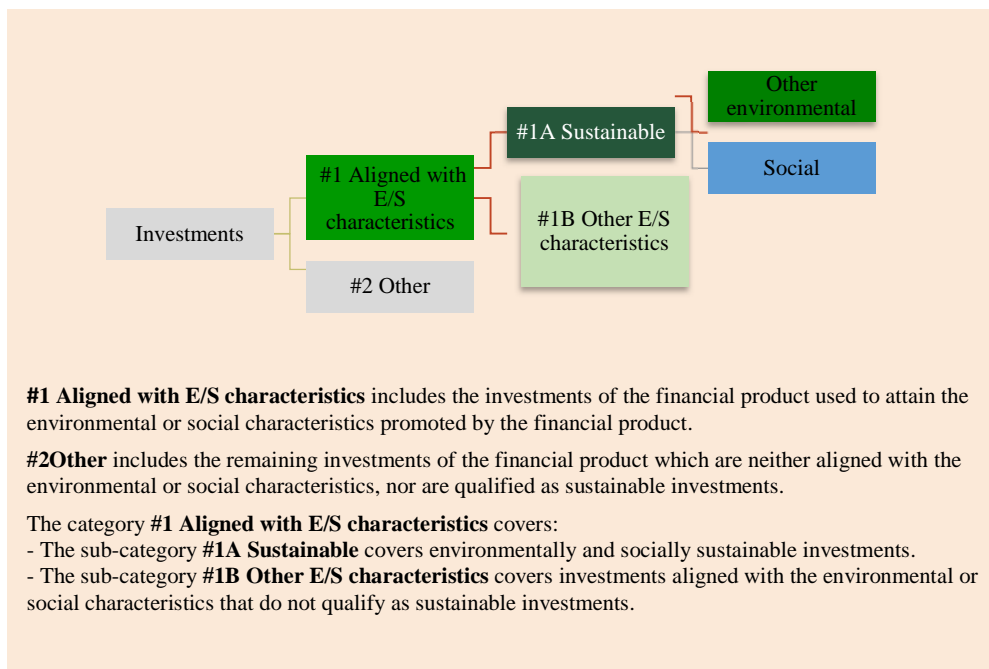 Other
environmental
#1A Sustainable
Social
#1 Aligned with
E/S
characteristics
#1B Other E/S
characteristics
Investments
#2 Other
#1 Aligned with E/S characteristics includes the investments of the financial product used to attain the
environmental or social characteristics promoted by the financial product.
#2Other includes the remaining investments of the financial product which are neither aligned with the
environmental or social characteristics, nor are qualified as sustainable investments.
The category #1 Aligned with E/S characteristics covers:
- The sub-category #1A Sustainable covers environmentally and socially sustainable investments.
- The sub-category #1B Other E/S characteristics covers investments aligned with the environmental or
social characteristics that do not qualify as sustainable investments.